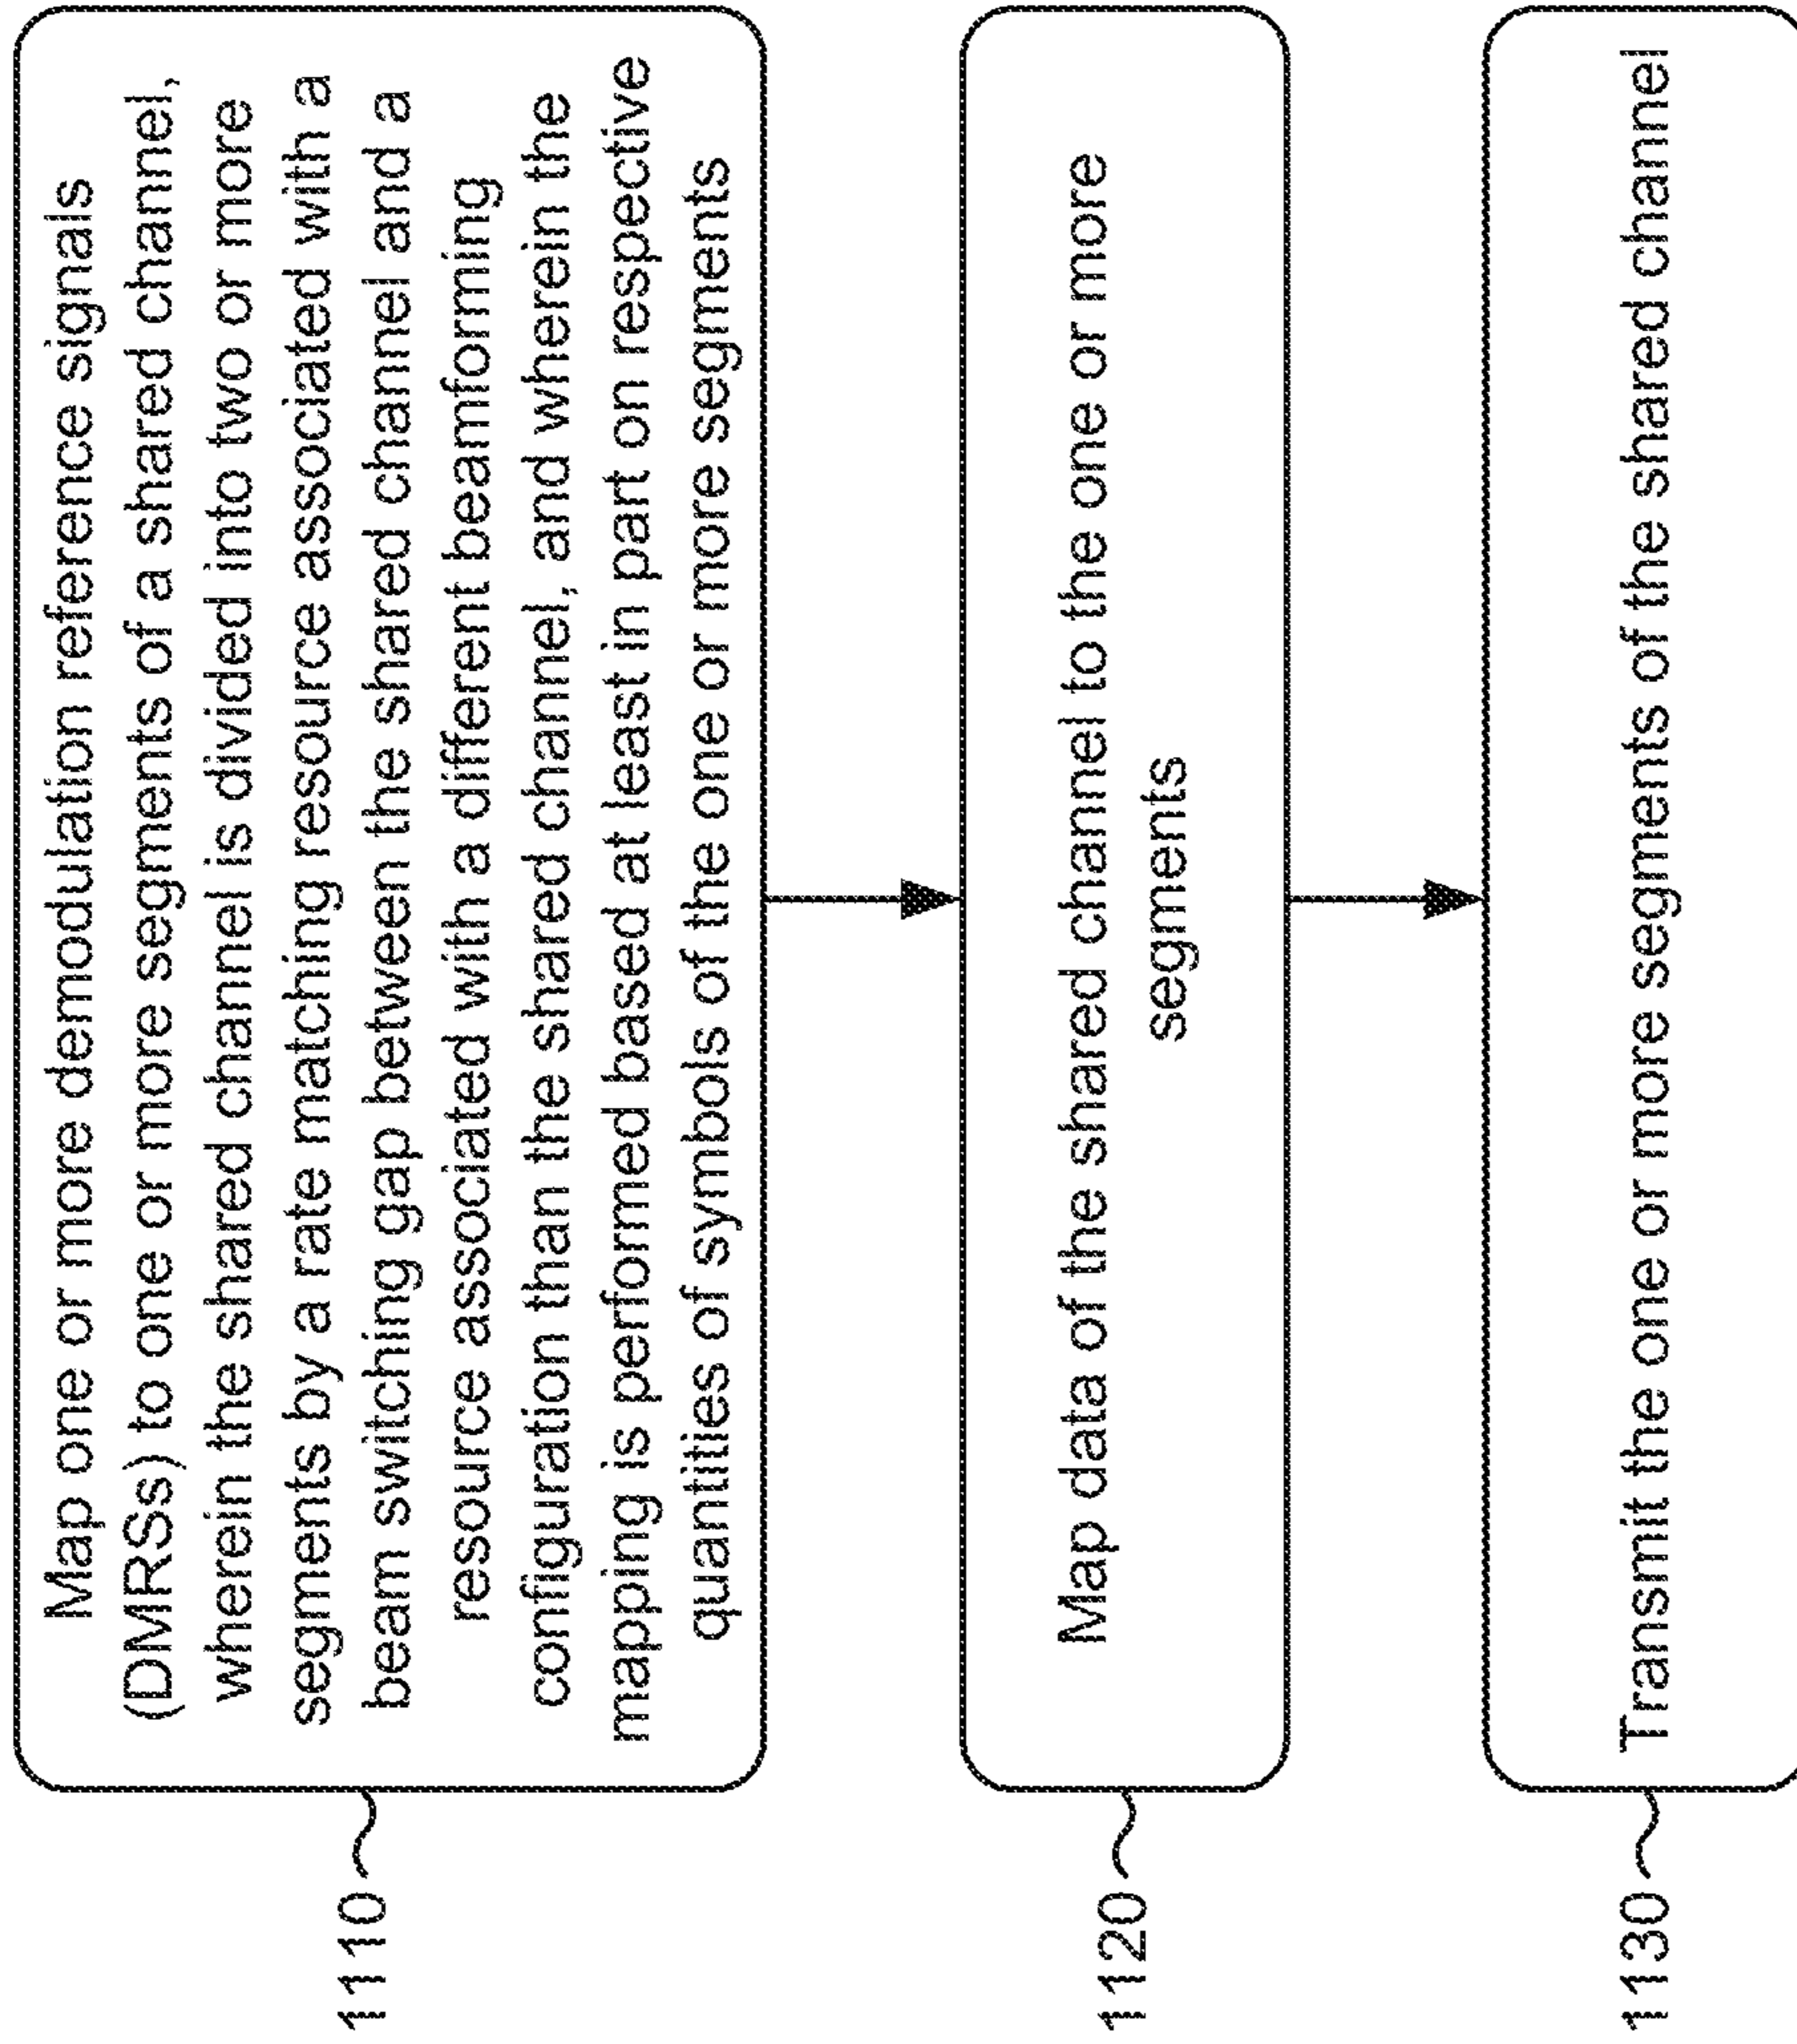 Map one or more demodulation reference signals
(DMRSs) to one or more segments of a shared channel,
wherein the shared channel is divided into two or more
segments by a rate matching resource associated with a
beam switching gap between the shared channel and a
resource associated with a different beamforming
configuration than the shared channel, and wherein the
mapping is performed based at least in part on respective
quantities of symbols of the one or more segments
1110
Map data of the shared channel to the one or more
segments
1120
Transmit the one or more segments of the shared channel
1130